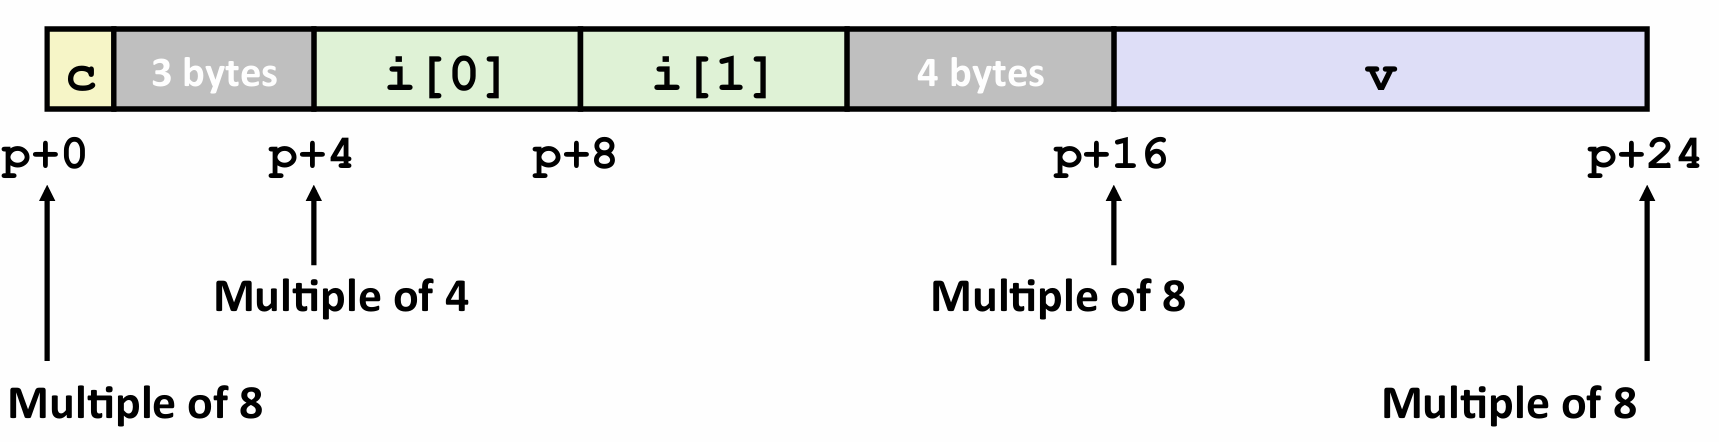 c 3 bytes i[0] i[1] 4 bytes v
p+0 p+4 p+8 p+16 p+24
Multiple of 4 Multiple of 8
Multiple of 8 Multiple of 8